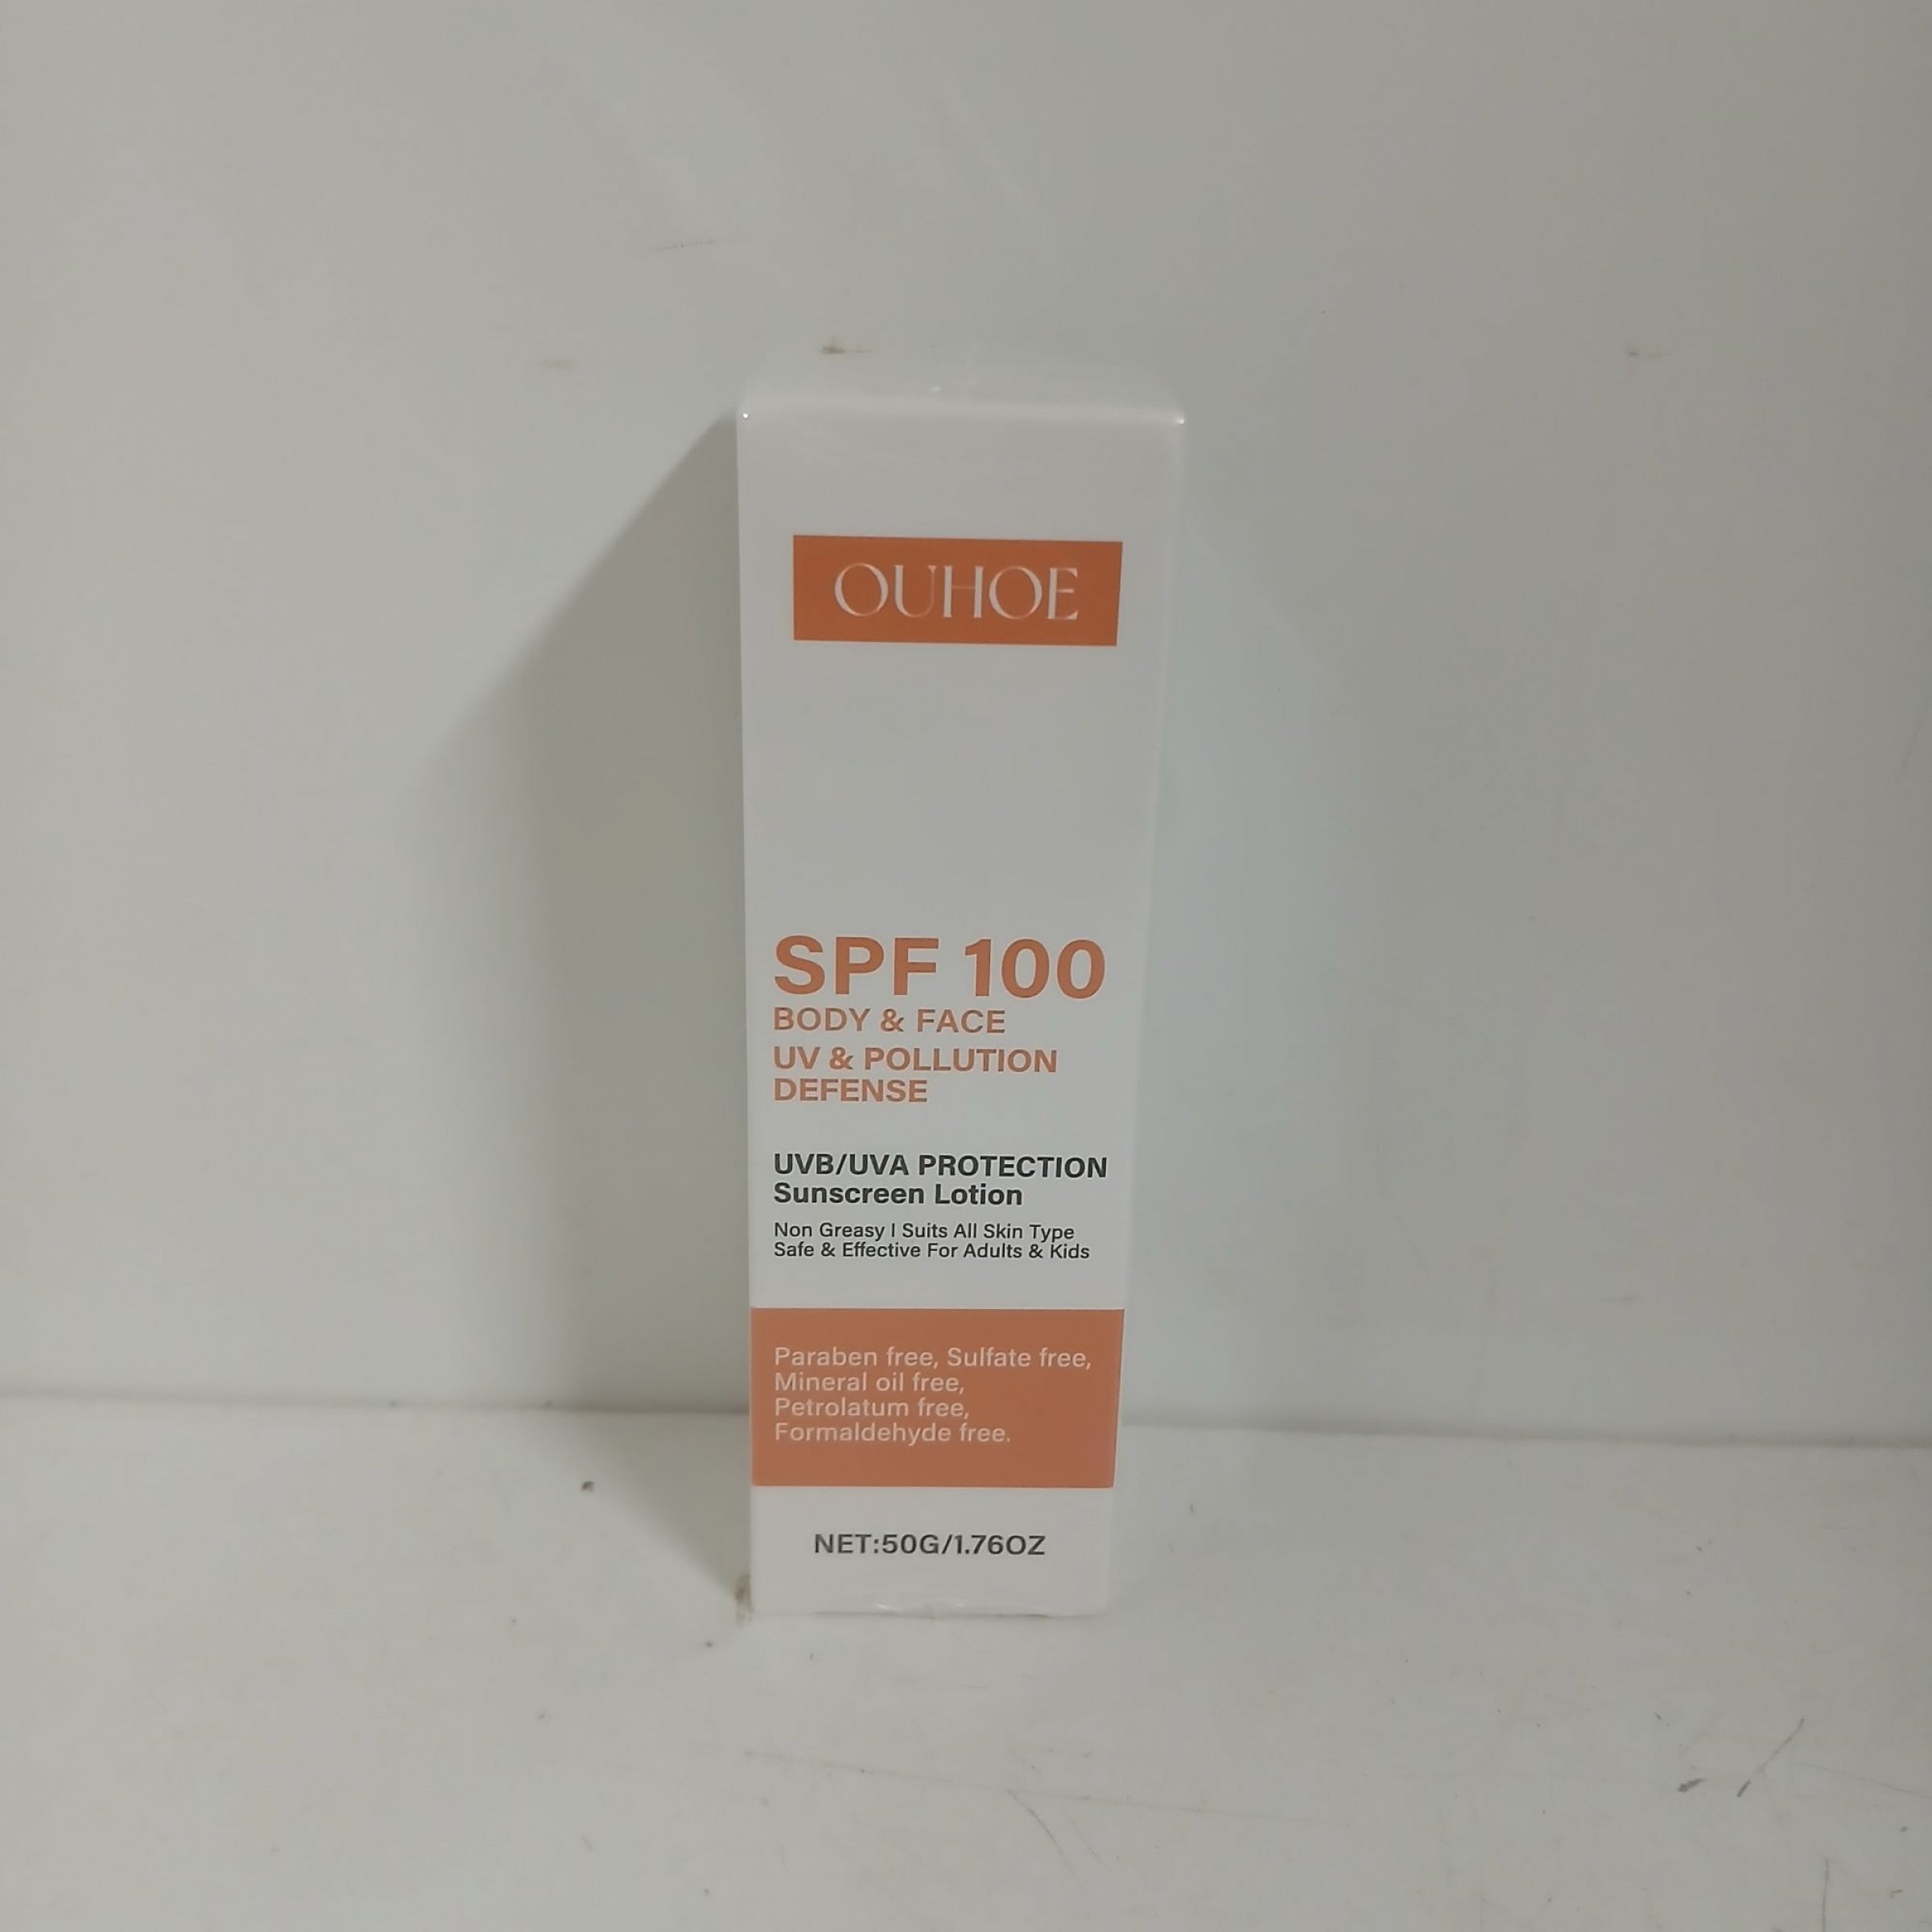 OUHOE
SPF 100
BODY & FACE
UV & POLLUTION
DEFENSE
UVB/UVA PROTECTION
Sunscreen Lotion
Non Greasy | Suits All Skin Type
Safe & Effective For Adults & Kids
Paraben free, Sulfate free,
Mineral oil free,
Petrolatum free,
Formaldehyde free.
NET:50G/1.76OZ